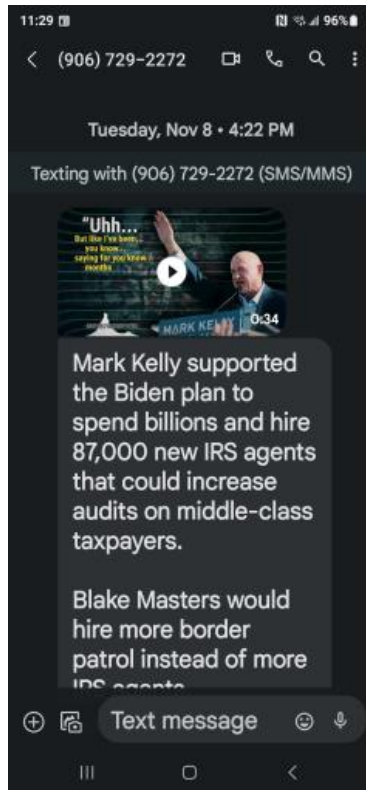 11:29 96%
(906) 729-2272
Tuesday, Nov 8 • 4:22 PM
Texting with (906) 729-2272 (SMS/MMS)
"Uhh...
But like I've been...
you know...
saying for you know
months
MARK KELLY
0:34
Mark Kelly supported
the Biden plan to
spend billions and hire
87,000 new IRS agents
that could increase
audits on middle-class
taxpayers.
Blake Masters would
hire more border
patrol instead of more
IRS agents
Text message